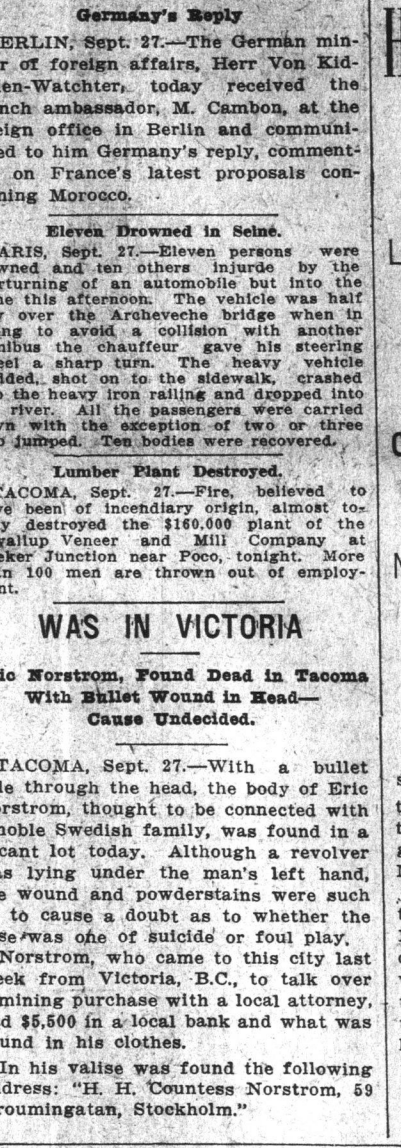 Germany's Reply
ERLIN, Sept. 27.—The German min-
r of foreign affairs, Herr Von Kid-
len-Watchter, today received the
nch ambassador, M. Cambon, at the
eign office in Berlin and communi-
ed to him Germany's reply, comment-
on France's latest proposals con-
ning Morocco.
Eleven Drowned in Seine.
ARIS, Sept. 27.—Eleven persons were
wned and ten others injurde by the
rturning of an automobile but into the
ne this afternoon. The vehicle was half
y over the Archeveche bridge when in
ng to avoid a collision with another
nibus the chauffeur gave his steering
eel a sharp turn. The heavy vehicle
ided, shot on to the sidewalk, crashed
o the heavy iron railing and dropped into
river. All the passengers were carried
wn with the exception of two or three
o jumped. Ten bodies were recovered.
Lumber Plant Destroyed.
TACOMA, Sept. 27.—Fire, believed to
ve been of incendiary origin, almost to-
y destroyed the $160,000 plant of the
yallup Veneer and Mill Company at
eker Junction near Poco, tonight. More
n 100 men are thrown out of employ-
nt.
WAS IN VICTORIA
ic Norstrom, Found Dead in Tacoma
With Bullet Wound in Head—
Cause Undecided.
TACOMA, Sept. 27.—With a bullet
le through the head, the body of Eric
orstrom, thought to be connected with
noble Swedish family, was found in a
cant lot today. Although a revolver
as lying under the man's left hand,
e wound and powderstains were such
to cause a doubt as to whether the
se was one of suicide or foul play.
Norstrom, who came to this city last
eek from Victoria, B.C., to talk over
mining purchase with a local attorney,
d $5,500 in a local bank and what was
und in his clothes.
In his valise was found the following
ddress: "H. H. Countess Norstrom, 59
roumingatan, Stockholm."